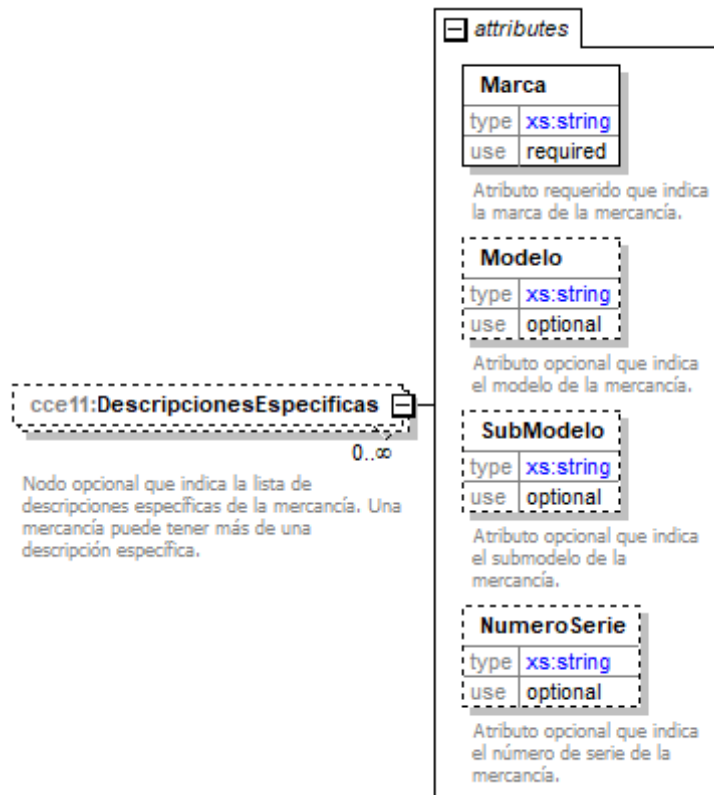 attributes
Marca
type xs:string
use required
Atributo requerido que indica
la marca de la mercancía.
Modelo
type xs:string
use optional
Atributo opcional que indica
el modelo de la mercancía.
cce11:DescripcionesEspecificas
0..∞
Nodo opcional que indica la lista de
descripciones específicas de la mercancía. Una
mercancía puede tener más de una
descripción específica.
SubModelo
type xs:string
use optional
Atributo opcional que indica
el submodelo de la
mercancía.
NumeroSerie
type xs:string
use optional
Atributo opcional que indica
el número de serie de la
mercancía.